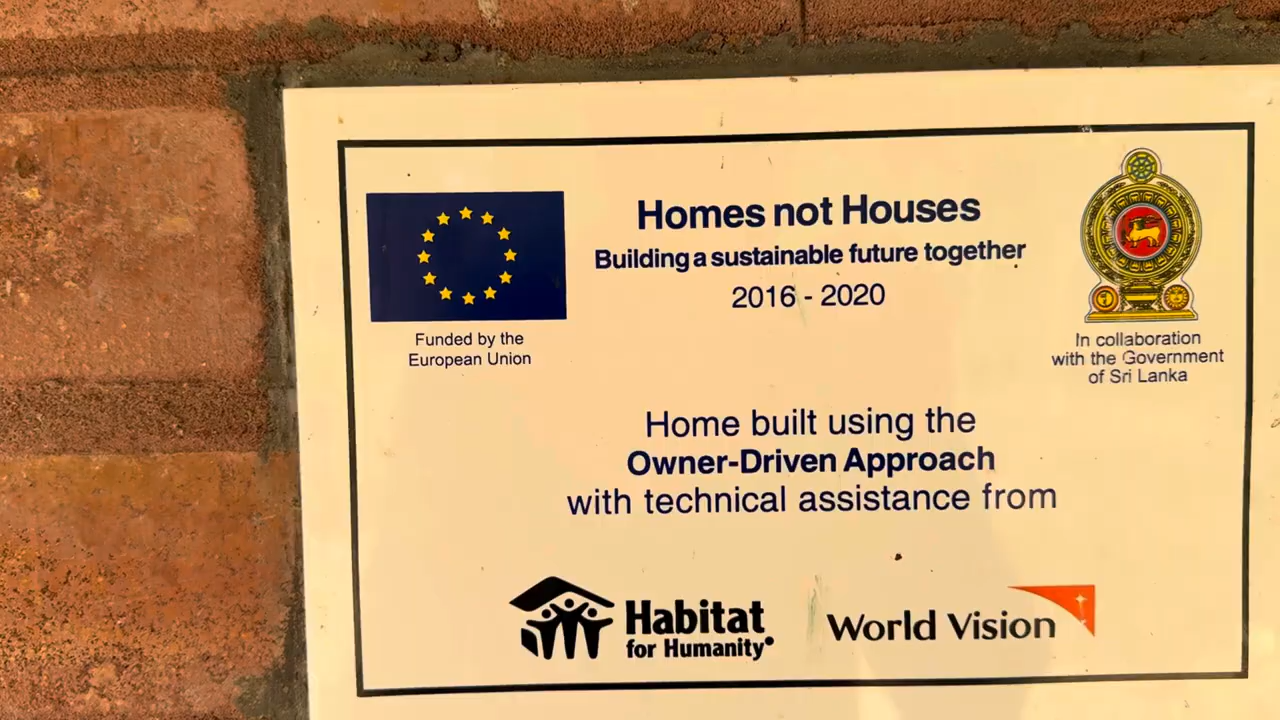 Homes not Houses
Building a sustainable future together
2016 - 2020
Funded by the
European Union
In collaboration
with the Government
of Sri Lanka
Home built using the
Owner-Driven Approach
with technical assistance from
Habitat
for Humanity
World Vision